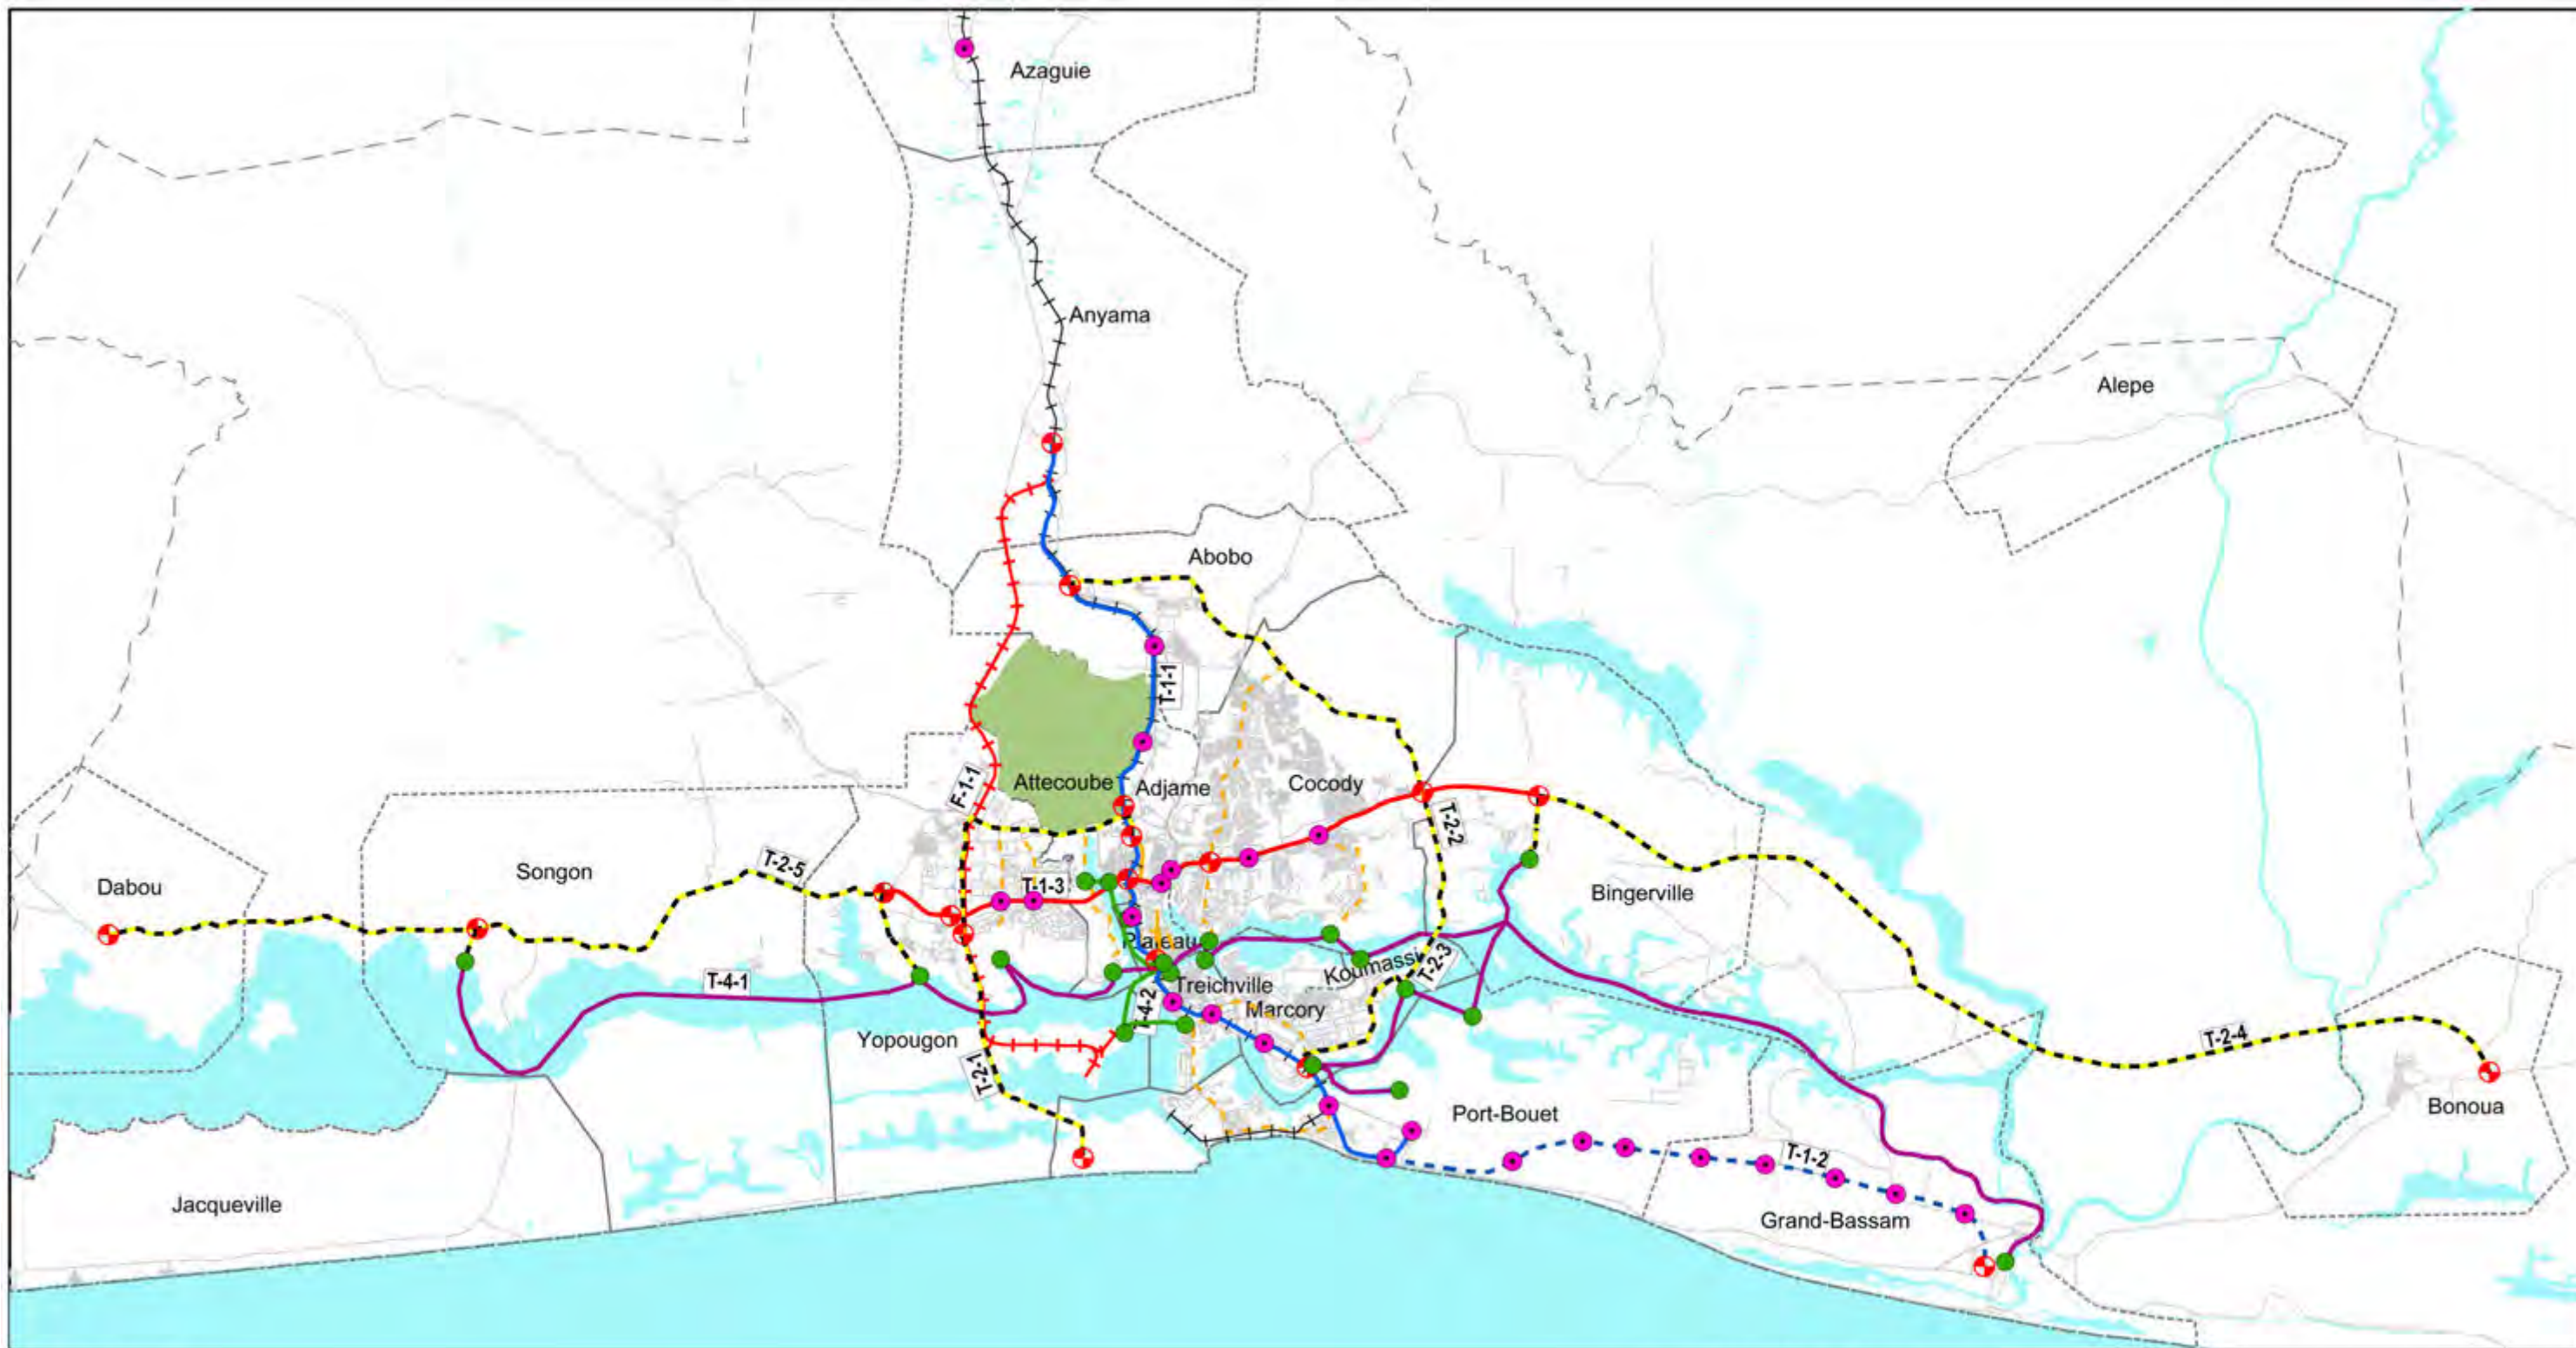 Azaguie
Anyama
Alepe
Abobo
T-1-1
F-1-1
Attecoube
Adjame
Cocody
T-2-2
T-2-5
Songon
Dabou
T-1-3
Bingerville
Plateau
Koumassi
T-2-3
T-4-1
Treichville
T-4-2
Marcory
Yopougon
T-2-1
T-2-4
Port-Bouet
Bonoua
T-1-2
Jacqueville
Grand-Bassam